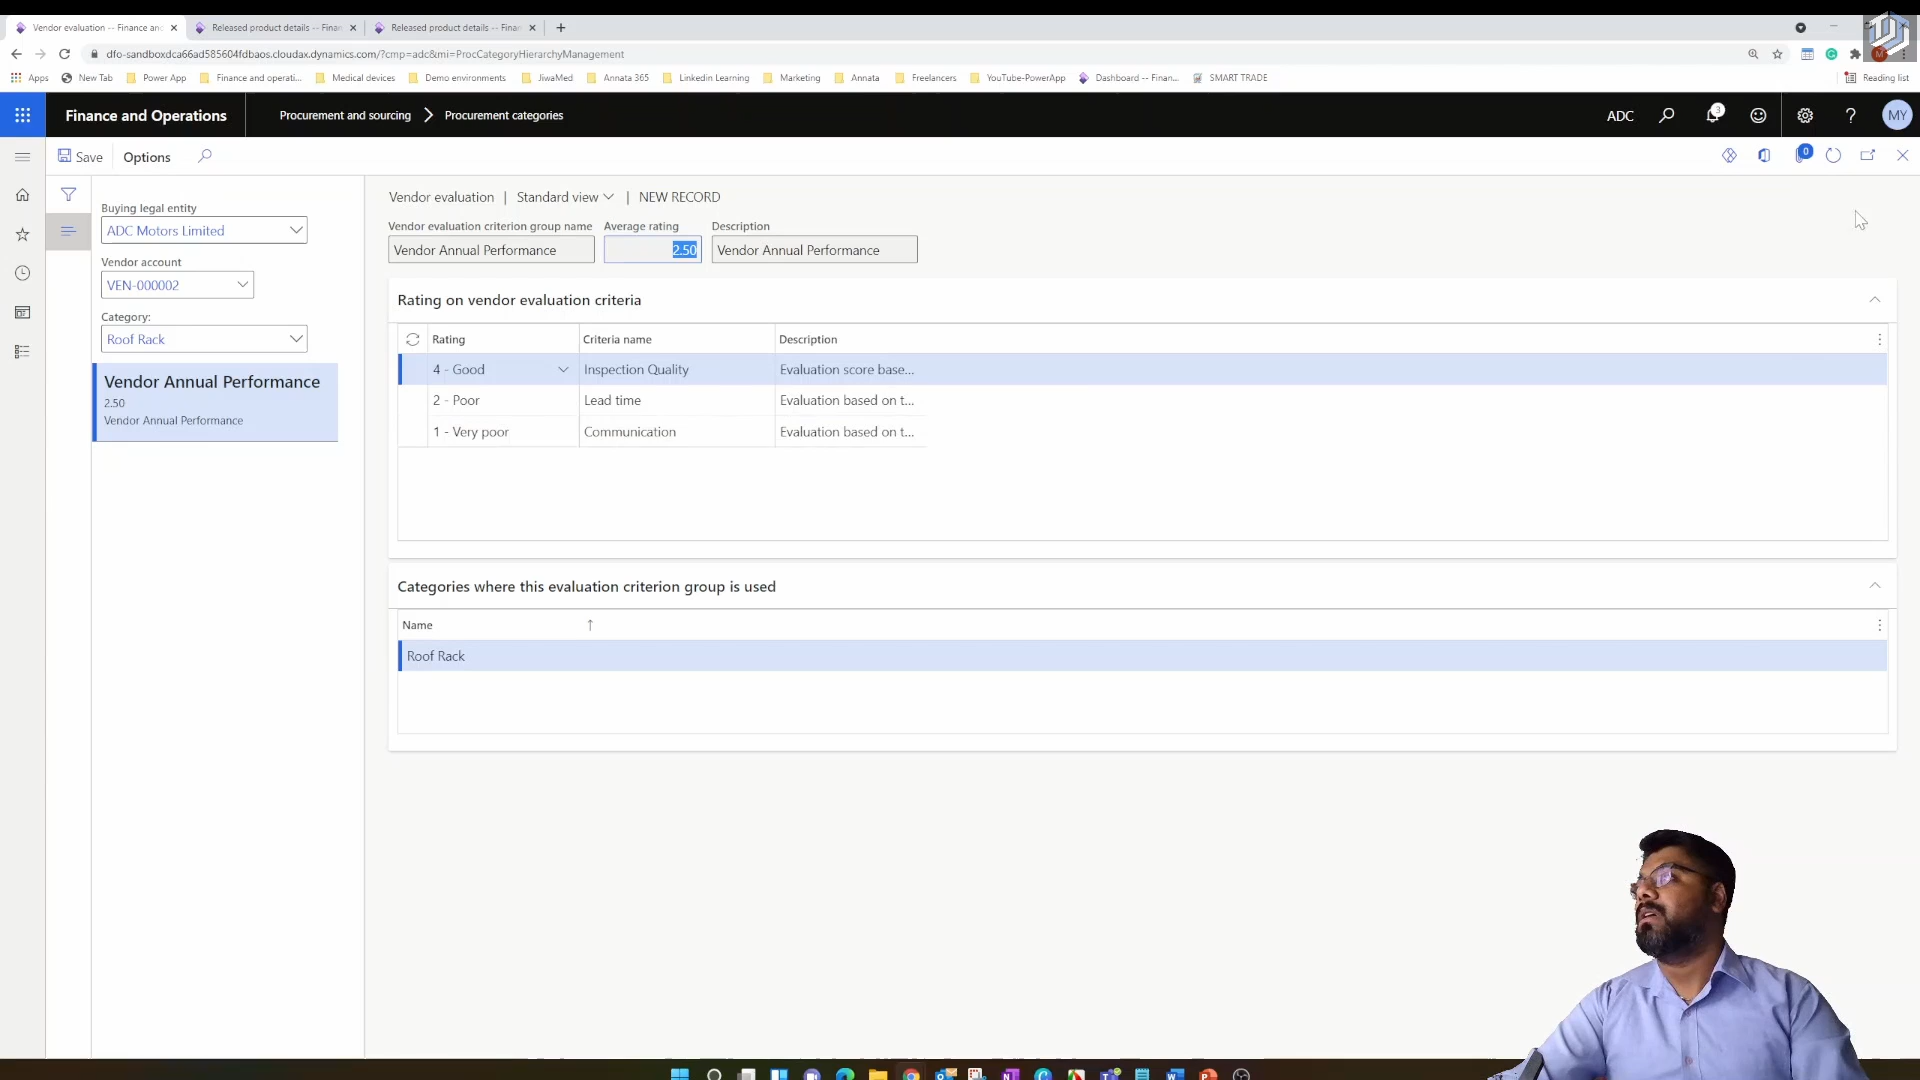 Vendor evaluation -- Finance and
Released product details -- Finan
Released product details -- Finan
dfo-sandboxdca66ad585604fdbaos.cloudax.dynamics.com/?cmp=adc&mi=ProcCategoryHierarchyManagement
Apps New Tab Power App Finance and operati... Medical devices Demo environments JiwaMed Annata 365 Linkedin Learning Marketing Annata Freelancers YouTube-PowerApp Dashboard -- Finan... SMART TRADE Reading list
Finance and Operations Procurement and sourcing Procurement categories ADC 3 ? MY
Save Options 0
Buying legal entity
ADC Motors Limited
Vendor account
VEN-000002
Category:
Roof Rack
Vendor Annual Performance
2.50
Vendor Annual Performance
Vendor evaluation | Standard view | NEW RECORD
Vendor evaluation criterion group name Average rating Description
Vendor Annual Performance 2.50 Vendor Annual Performance
Rating on vendor evaluation criteria
Rating Criteria name Description
4 - Good Inspection Quality Evaluation score base...
2 - Poor Lead time Evaluation based on t...
1 - Very poor Communication Evaluation based on t...
Categories where this evaluation criterion group is used
Name
Roof Rack